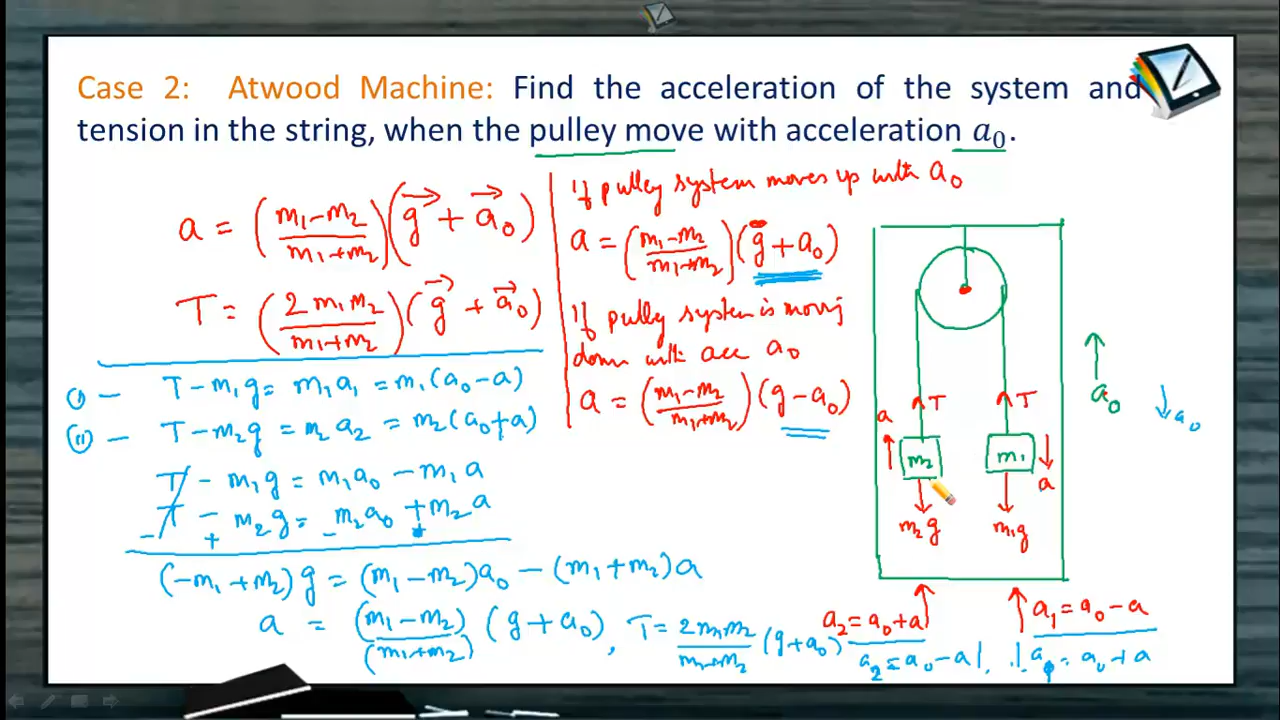 Case 2: Atwood Machine: Find the acceleration of the system and
tension in the string, when the pulley move with acceleration a₀.
a = (m₁−m₂/m₁+m₂)(g⃗ + a⃗₀)
T = (2m₁m₂/m₁+m₂)(g⃗ + a⃗₀)
(i) — T − m₁g = m₁a₁ = m₁(a₀−a)
(ii) — T − m₂g = m₂a₂ = m₂(a₀+a)
T − m₁g = m₁a₀ − m₁a
T − m₂g = m₂a₀ + m₂a
− + − −
(−m₁+m₂)g = (m₁−m₂)a₀ − (m₁+m₂)a
a = (m₁−m₂)/(m₁+m₂) (g+a₀), T = 2m₁m₂/m₁+m₂ (g+a₀)
If pulley system moves up with a₀
a = (m₁−m₂/m₁+m₂)(g+a₀)
If pulley system is moving
down with acc a₀
a = (m₁−m₂/m₁+m₂)(g−a₀)
a T T
a₀ a₀
m₂ m₁
a
m₂g m₁g
a₂ = a₀+a a₁ = a₀−a
a₂ = a₀−a a₁ = a₀+a